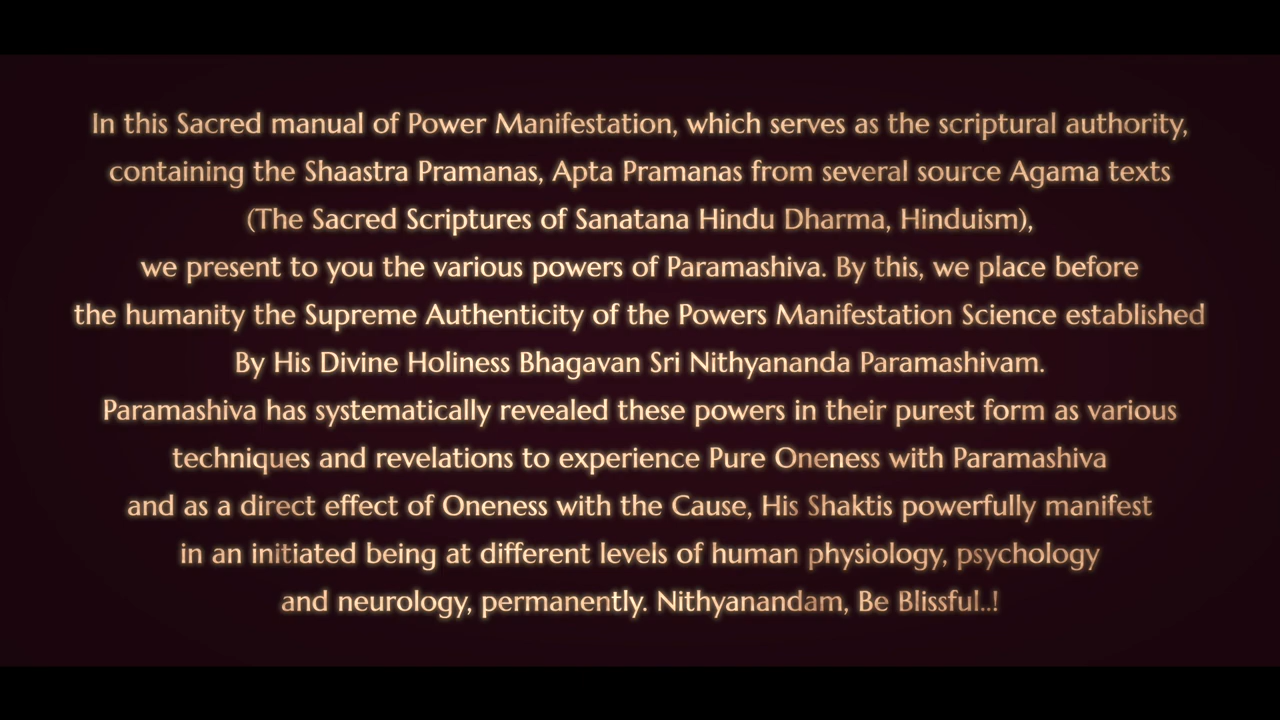 In this Sacred manual of Power Manifestation, which serves as the scriptural authority,
containing the Shaastra Pramanas, Apta Pramanas from several source Agama texts
(The Sacred Scriptures of Sanatana Hindu Dharma, Hinduism),
we present to you the various powers of Paramashiva. By this, we place before
the humanity the Supreme Authenticity of the Powers Manifestation Science established
By His Divine Holiness Bhagavan Sri Nithyananda Paramashivam.
Paramashiva has systematically revealed these powers in their purest form as various
techniques and revelations to experience Pure Oneness with Paramashiva
and as a direct effect of Oneness with the Cause, His Shaktis powerfully manifest
in an initiated being at different levels of human physiology, psychology
and neurology, permanently. Nithyanandam, Be Blissful..!